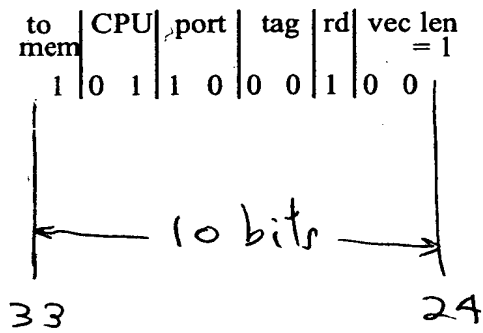 to | CPU | port | tag | rd | vec len
mem = 1
1 | 0 1 | 1 0 | 0 0 | 1 | 0 0
10 bits
33 24